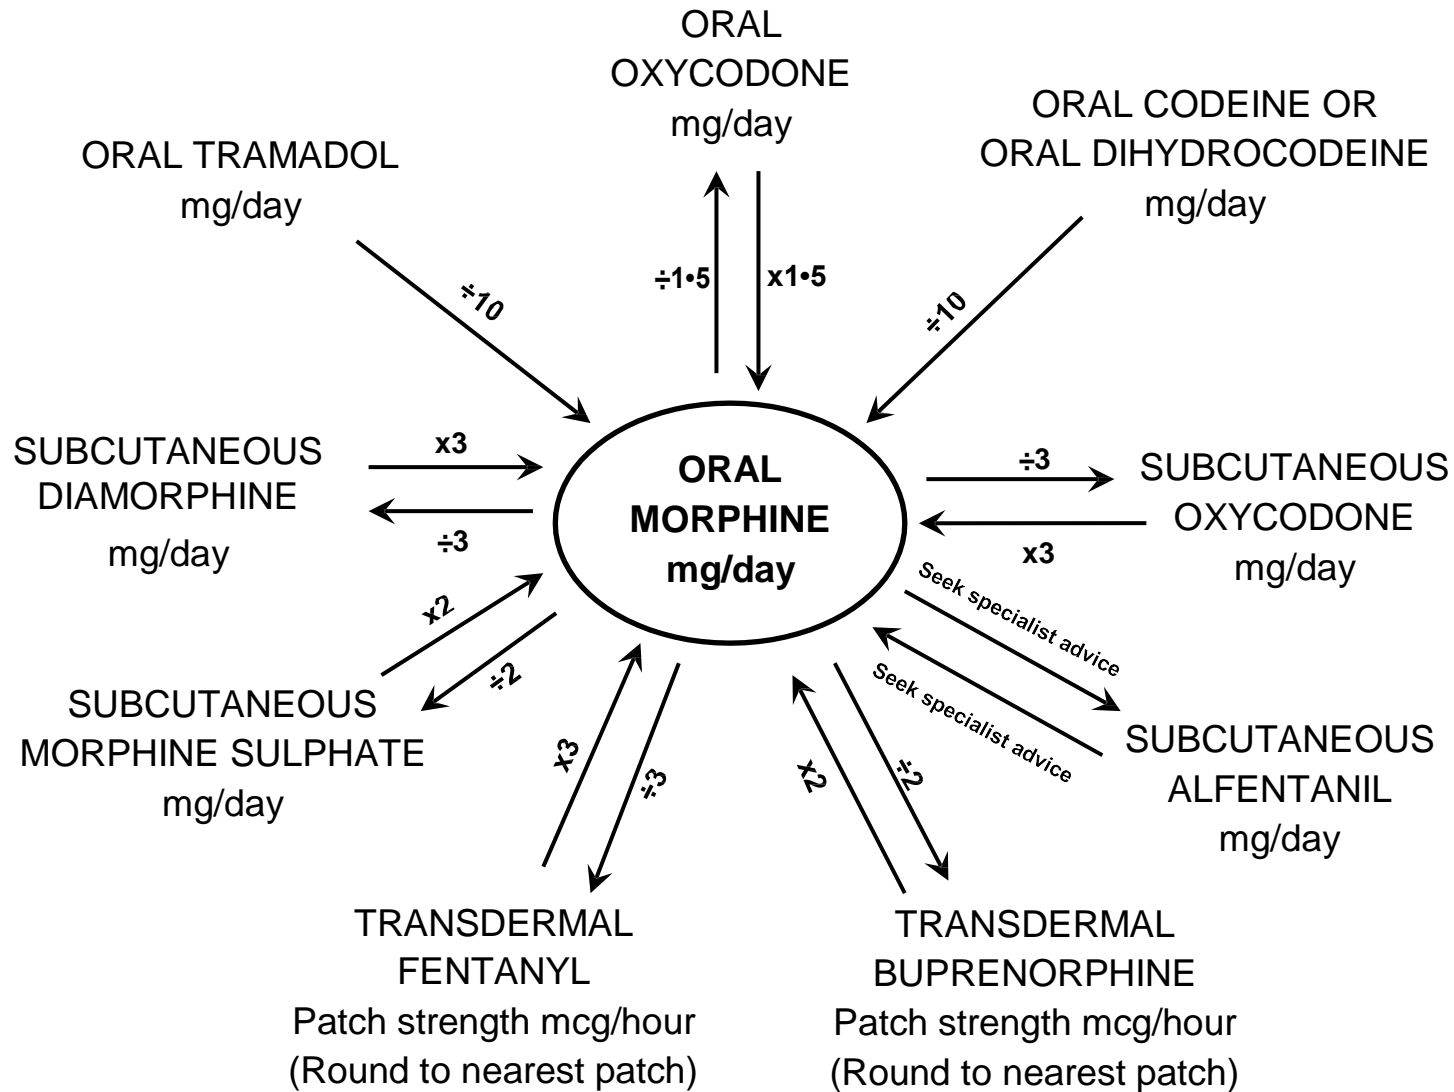 ORAL
OXYCODONE
mg/day
ORAL CODEINE OR
ORAL DIHYDROCODEINE
mg/day
ORAL TRAMADOL
mg/day
÷1•5
x1•5
÷10
÷10
SUBCUTANEOUS
DIAMORPHINE
mg/day
x3
÷3
ORAL
MORPHINE
mg/day
÷3
x3
SUBCUTANEOUS
OXYCODONE
mg/day
x2
÷2
SUBCUTANEOUS
MORPHINE SULPHATE
mg/day
Seek specialist advice
Seek specialist advice
SUBCUTANEOUS
ALFENTANIL
mg/day
x3
÷3
x2
÷2
TRANSDERMAL
FENTANYL
Patch strength mcg/hour
(Round to nearest patch)
TRANSDERMAL
BUPRENORPHINE
Patch strength mcg/hour
(Round to nearest patch)